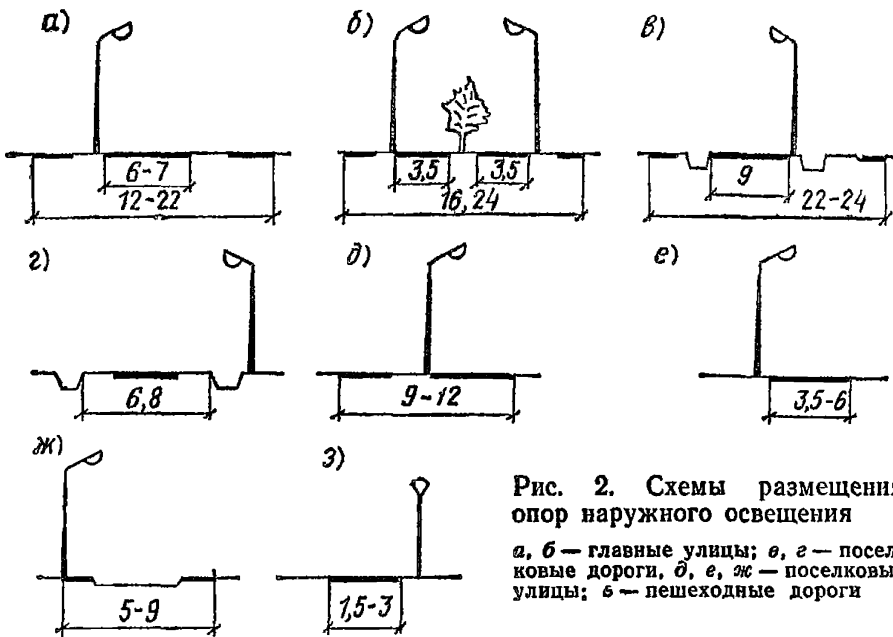 а)
б)
в)
6-7
12-22
3,5
3,5
16, 24
9
22-24
г)
д)
е)
6,8
9-12
3,5-6
ж)
з)
5-9
1,5-3
Рис. 2. Схемы размещения
опор наружного освещения
а, б — главные улицы; в, г — посел
ковые дороги, д, е, ж — поселковы
улицы; в — пешеходные дороги